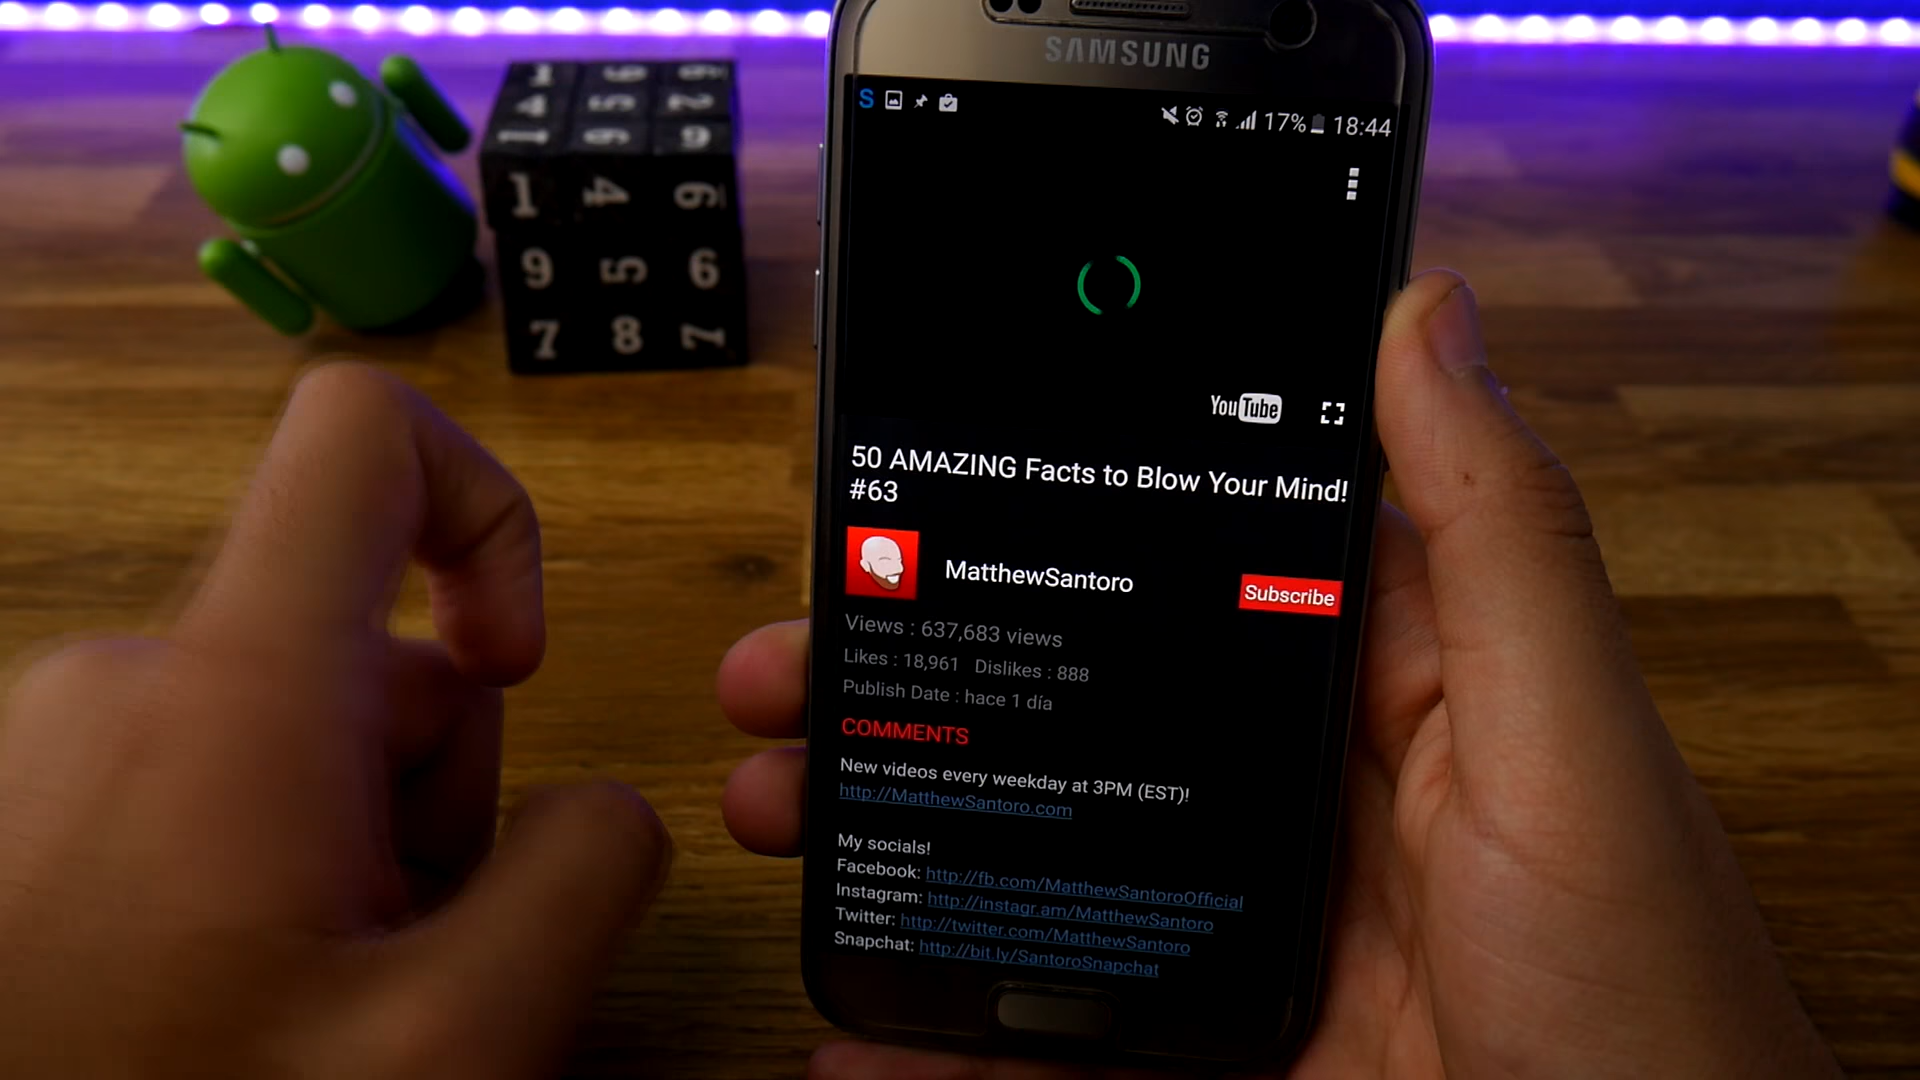 SAMSUNG
S 17% 18:44
YouTube
50 AMAZING Facts to Blow Your Mind!
#63
MatthewSantoro
Subscribe
Views : 637,683 views
Likes : 18,961 Dislikes : 888
Publish Date : hace 1 día
COMMENTS
New videos every weekday at 3PM (EST)!
http://MatthewSantoro.com
My socials!
Facebook: http://fb.com/MatthewSantoroOfficial
Instagram: http://instagr.am/MatthewSantoro
Twitter: http://twitter.com/MatthewSantoro
Snapchat: http://bit.ly/SantoroSnapchat
1 4 6
9 5 6
7 8 7